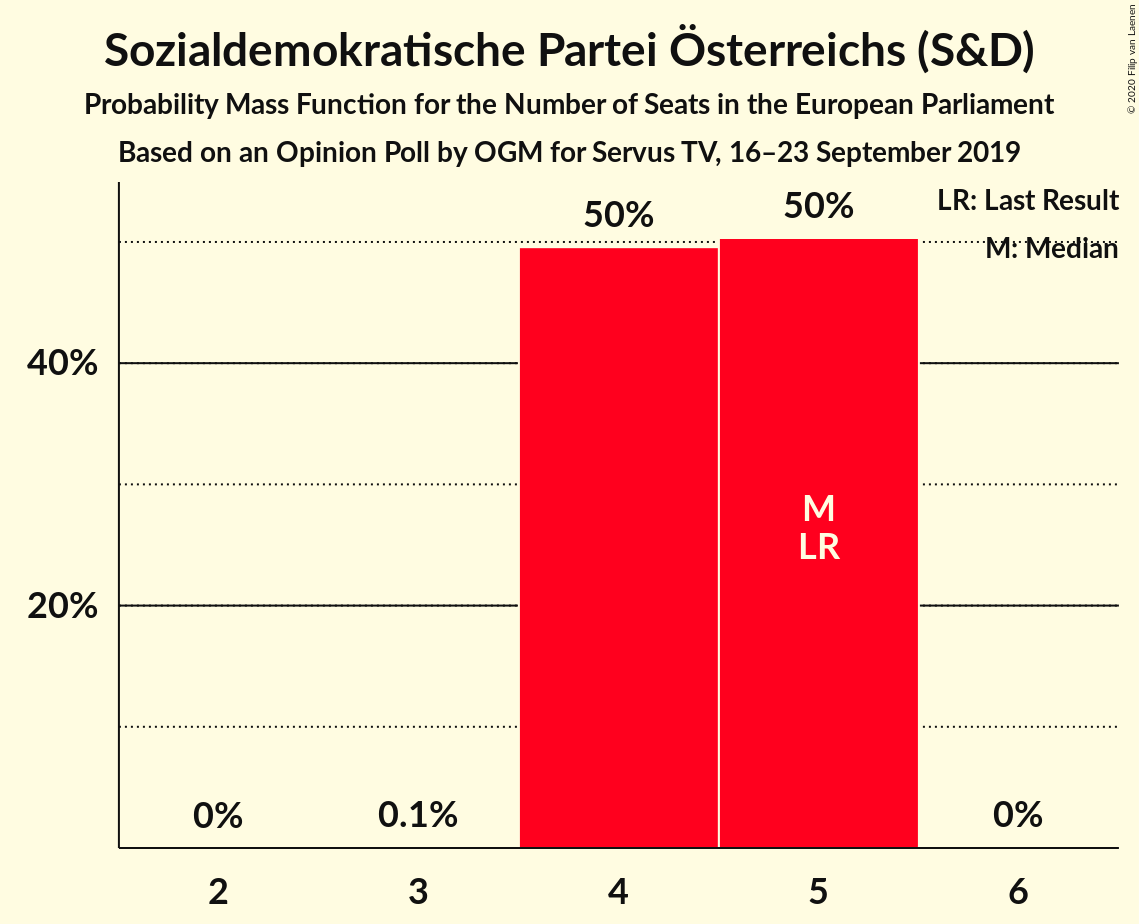 Sozialdemokratische Partei Österreichs (S&D)
Probability Mass Function for the Number of Seats in the European Parliament
Based on an Opinion Poll by OGM for Servus TV, 16–23 September 2019
© 2020 Filip van Laenen
LR: Last Result
M: Median
50%
50%
40%
20%
M
LR
0%
0.1%
0%
2
3
4
5
6